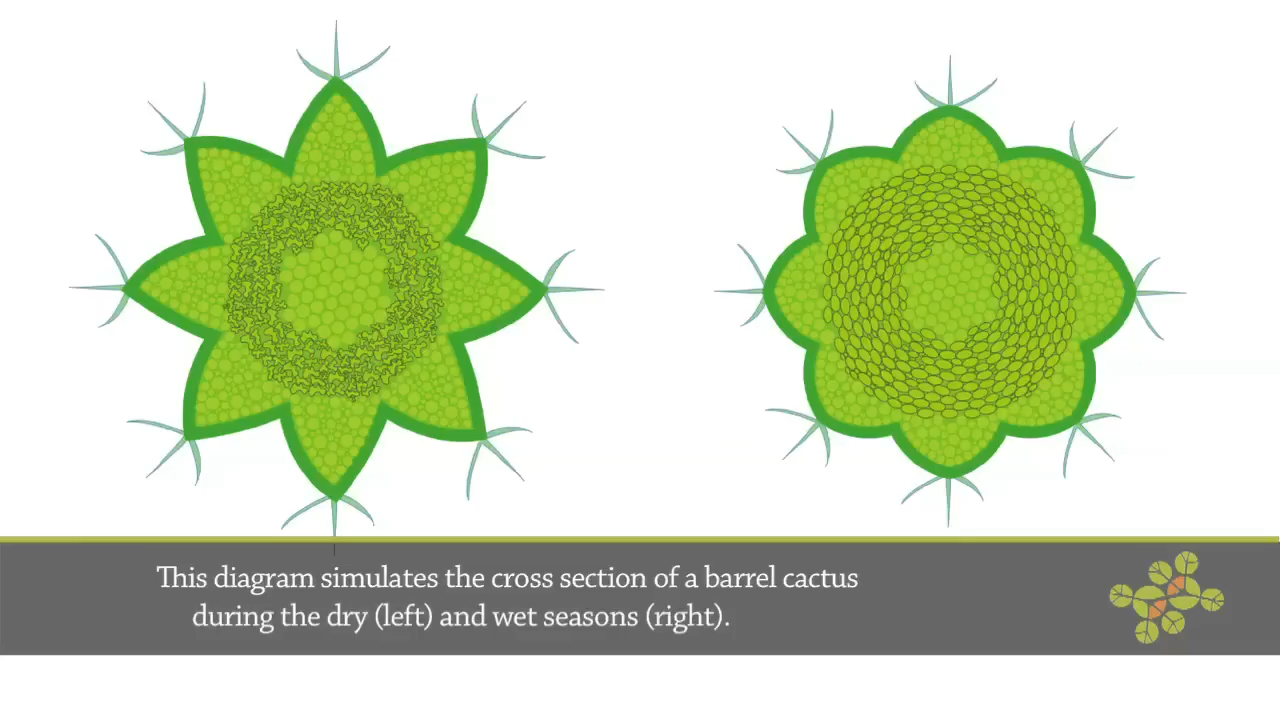 This diagram simulates the cross section of a barrel cactus
during the dry (left) and wet seasons (right).